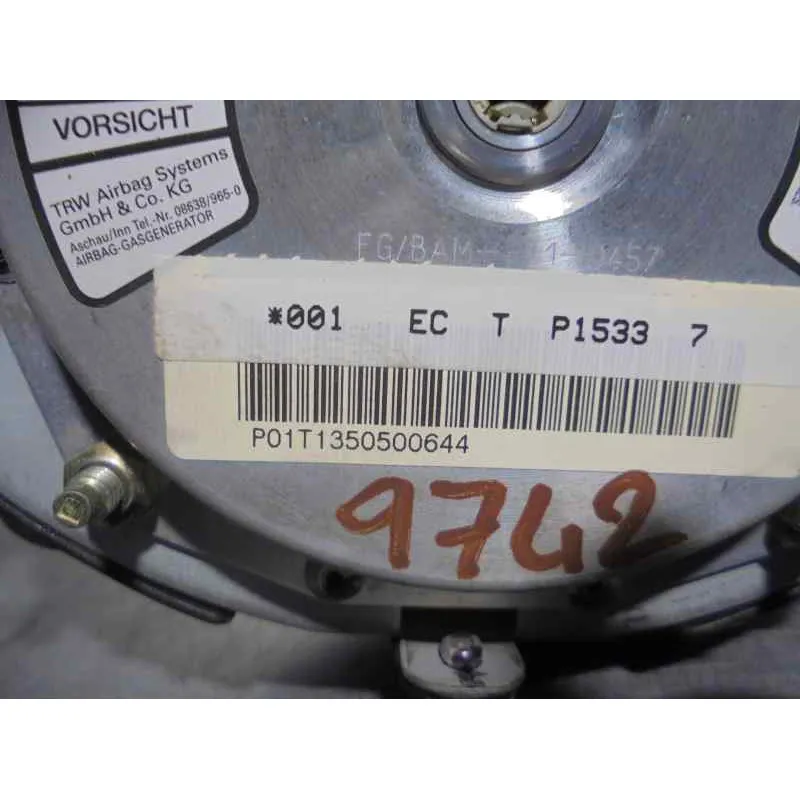 VORSICHT
TRW Airbag Systems
GmbH & Co. KG
Aschau/Inn Tel.-Nr. 08638/965-0
AIRBAG-GASGENERATOR
*001 EC T P1533 7
P01T1350500644
9742